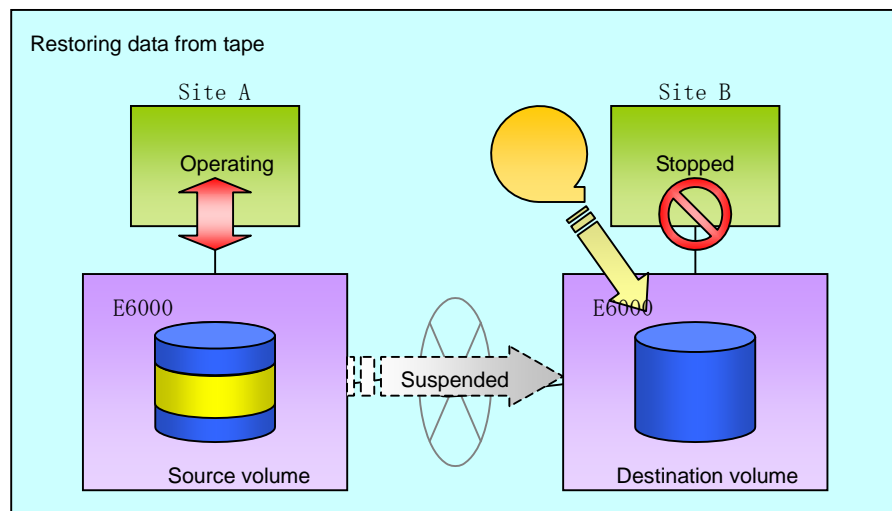 Restoring data from tape
Site A
Site B
Operating
Stopped
E6000
E6000
Suspended
Source volume
Destination volume